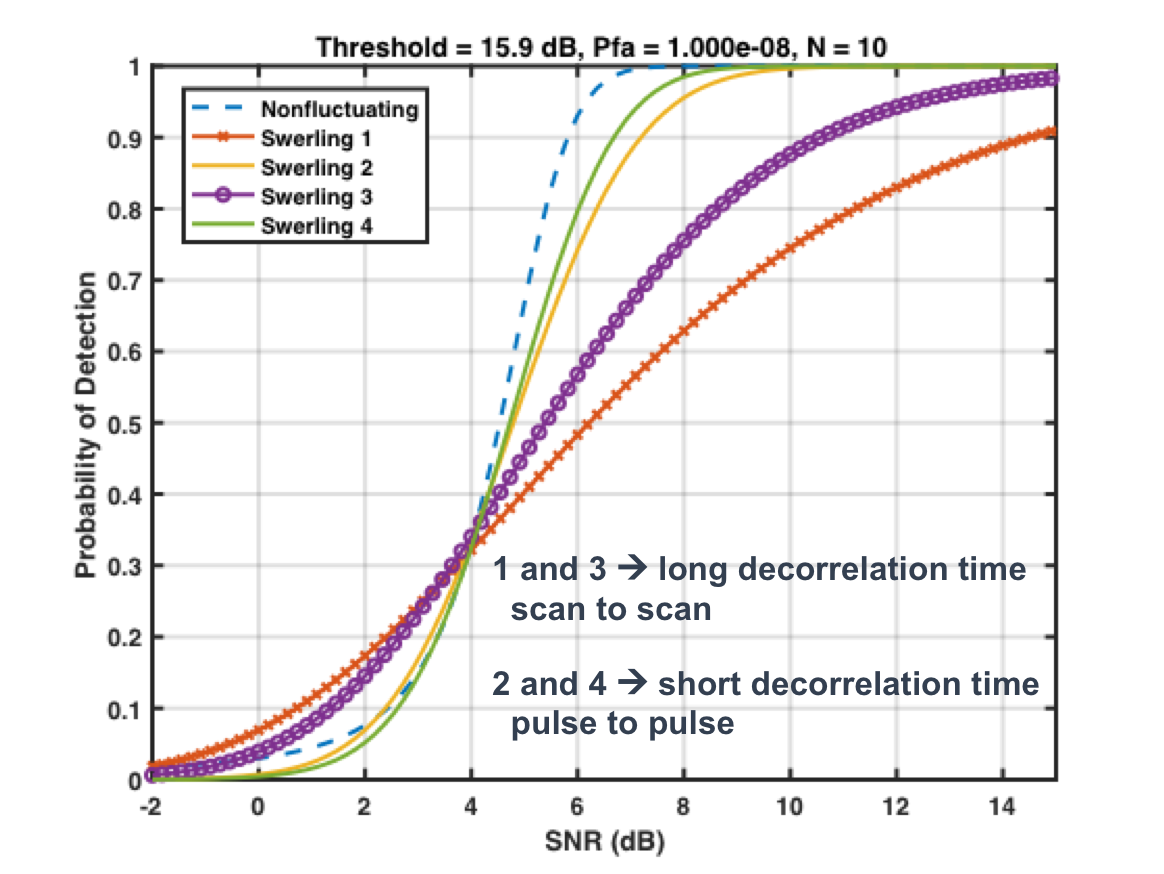 Threshold = 15.9 dB, Pfa = 1.000e-08, N = 10
Nonfluctuating
Swerling 1
Swerling 2
Swerling 3
Swerling 4
Probability of Detection
1
0.9
0.8
0.7
0.6
0.5
0.4
0.3
0.2
0.1
0
1 and 3 → long decorrelation time
scan to scan
2 and 4 → short decorrelation time
pulse to pulse
-2 0 2 4 6 8 10 12 14
SNR (dB)